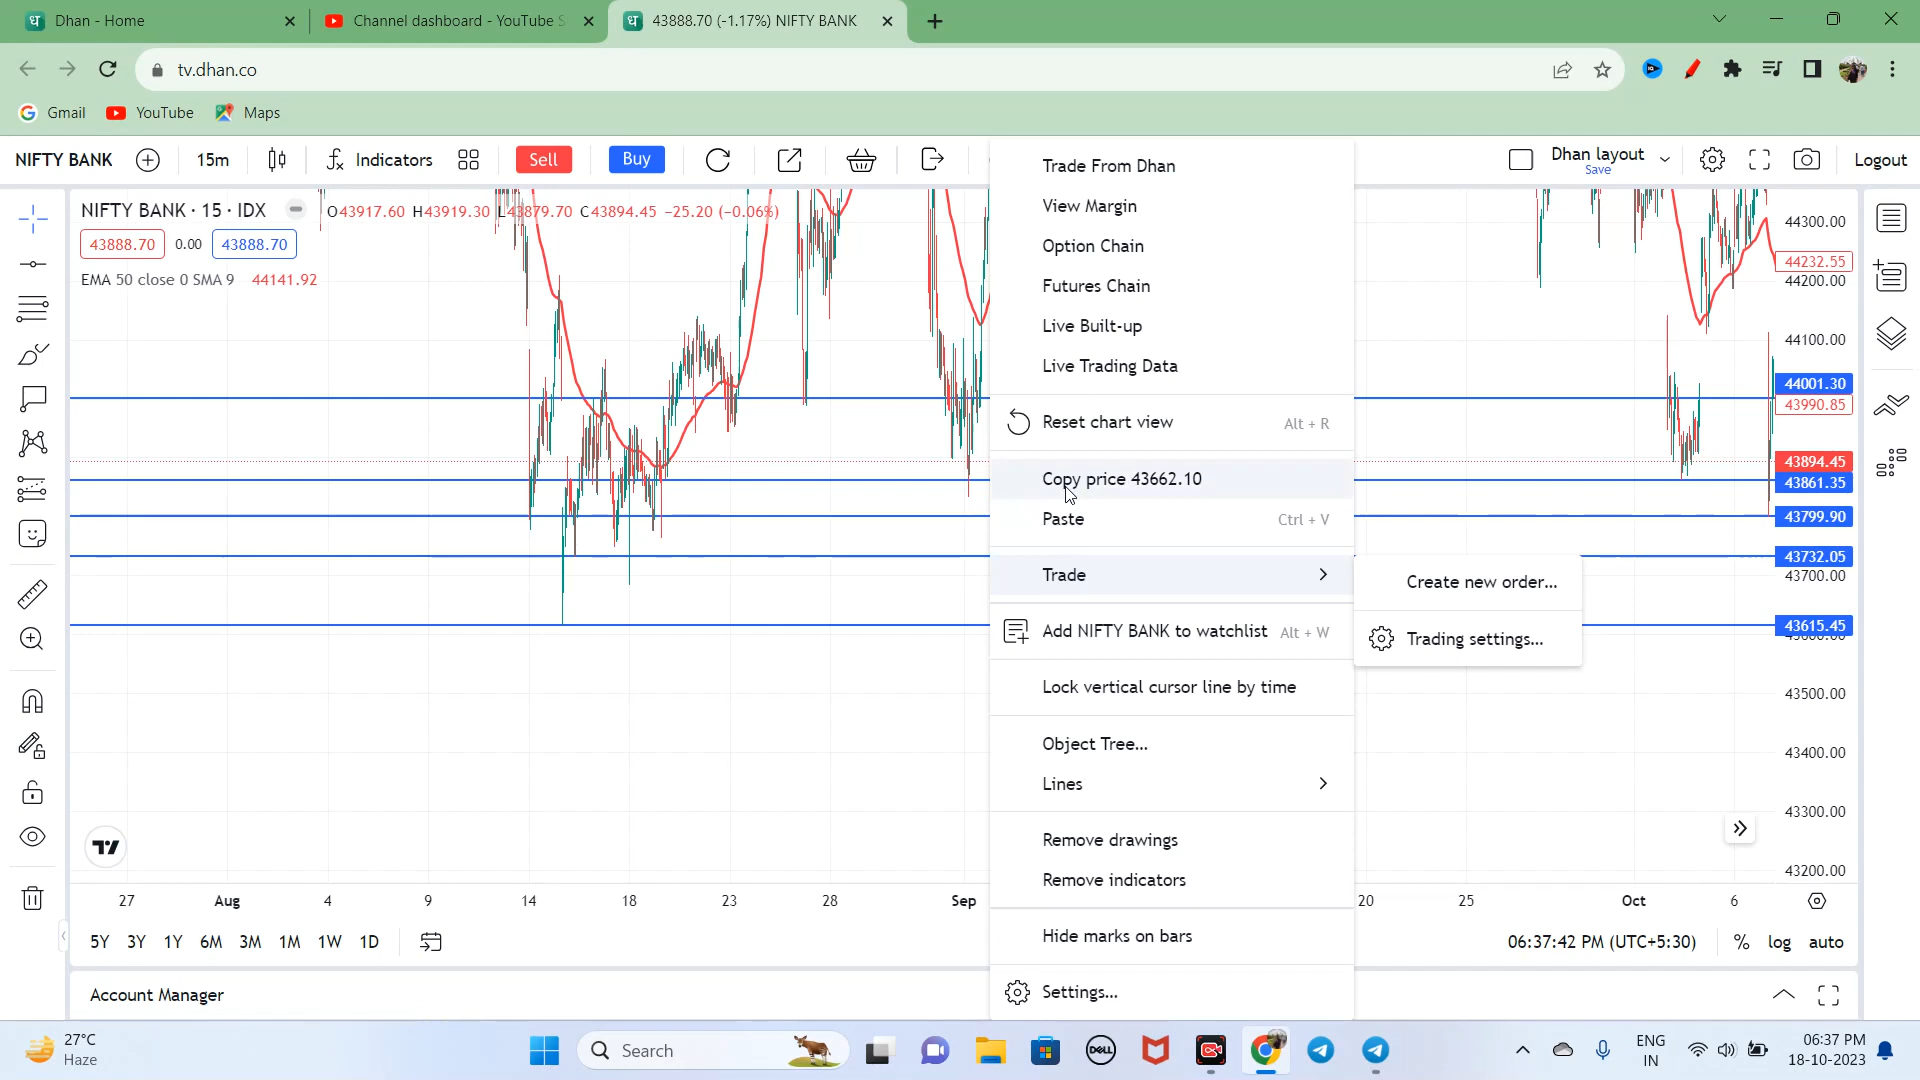 Dhan - Home
Channel dashboard - YouTube S
43888.70 (-1.17%) NIFTY BANK
tv.dhan.co
Gmail
YouTube
Maps
NIFTY BANK
15m
Indicators
Sell
Buy
Dhan layout
Save
Logout
NIFTY BANK · 15 · IDX
O43917.60 H43919.30 L43879.70 C43894.45 −25.20 (−0.06%)
43888.70
0.00
43888.70
EMA 50 close 0 SMA 9 44141.92
Trade From Dhan
View Margin
Option Chain
Futures Chain
Live Built-up
Live Trading Data
Reset chart view Alt + R
Copy price 43662.10
Paste Ctrl + V
Trade
Add NIFTY BANK to watchlist Alt + W
Lock vertical cursor line by time
Object Tree...
Lines
Remove drawings
Remove indicators
Hide marks on bars
Settings...
Create new order...
Trading settings...
44300.00
44232.55
44200.00
44100.00
44001.30
43990.85
43894.45
43861.35
43799.90
43732.05
43700.00
43615.45
43500.00
43400.00
43300.00
43200.00
27 Aug 4 9 14 18 23 28 Sep 20 25 Oct 6
5Y 3Y 1Y 6M 3M 1M 1W 1D
06:37:42 PM (UTC+5:30)
% log auto
Account Manager
27°C
Haze
Search
DELL
ENG
IN
06:37 PM
18-10-2023